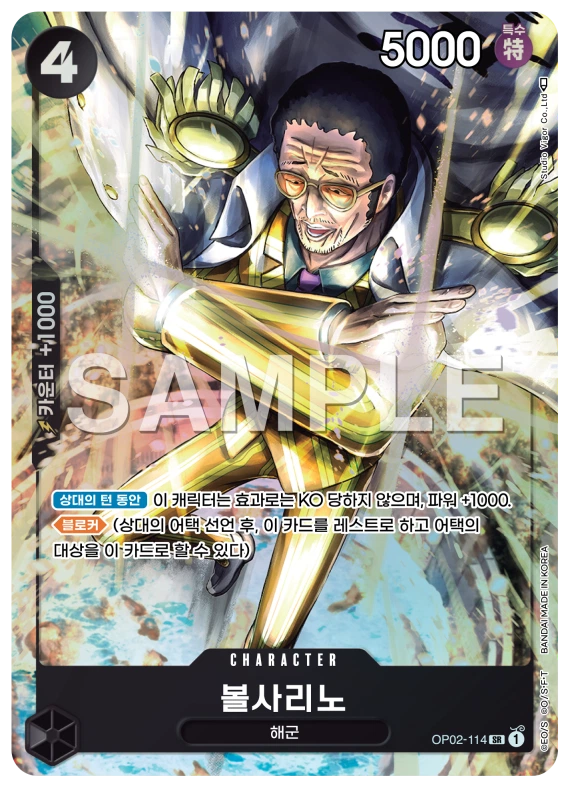 4
5000
특수
特
Studio Vigor Co.,Ltd
카운터 +1000
SAMPLE
상대의 턴 동안 이 캐릭터는 효과로는 KO 당하지 않으며, 파워 +1000.
블로커 (상대의 어택 선언 후, 이 카드를 레스트로 하고 어택의
대상을 이 카드로 할 수 있다)
©EO/S ©O/S·F·T BANDAI MADE IN KOREA
CHARACTER
볼사리노
해군
OP02-114 SR 1